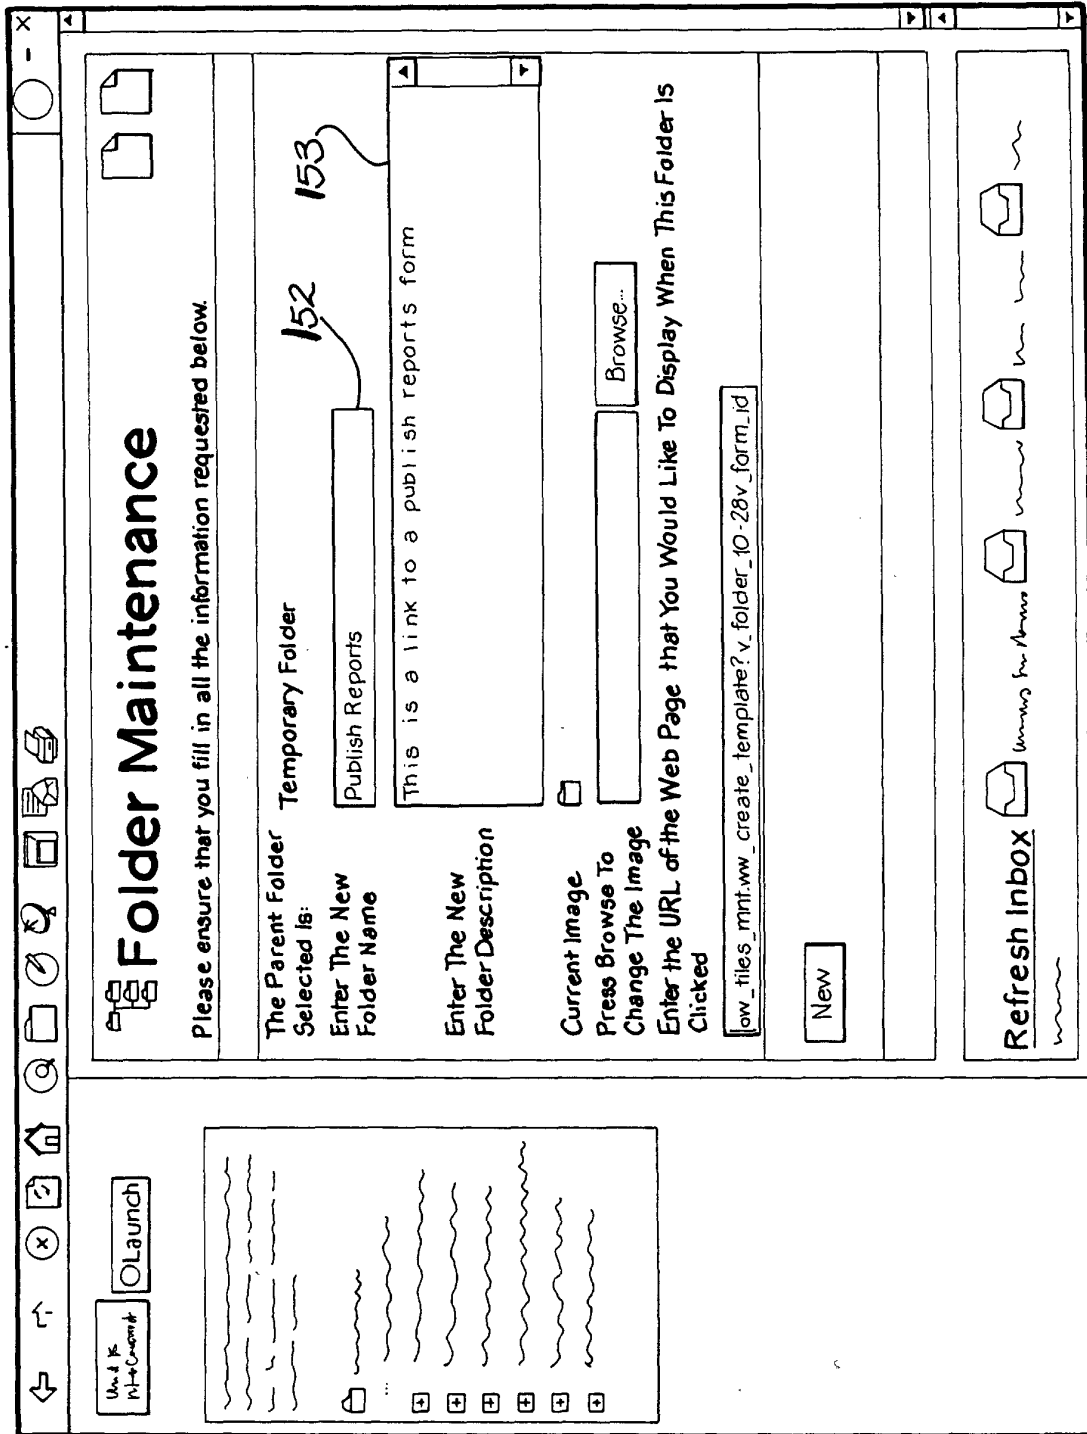 Launch
Folder Maintenance
Please ensure that you fill in all the information requested below.
The Parent Folder
Selected Is:
Temporary Folder
Enter The New
Folder Name
Publish Reports
152
153
Enter The New
Folder Description
This is a link to a publish reports form
Current Image
Press Browse To
Change The Image
Browse...
Enter the URL of the Web Page that You Would Like To Display When This Folder Is
Clicked
ow_tiles_mnt.ww_create_template?v_folder_10-28v_form_id
New
Refresh Inbox